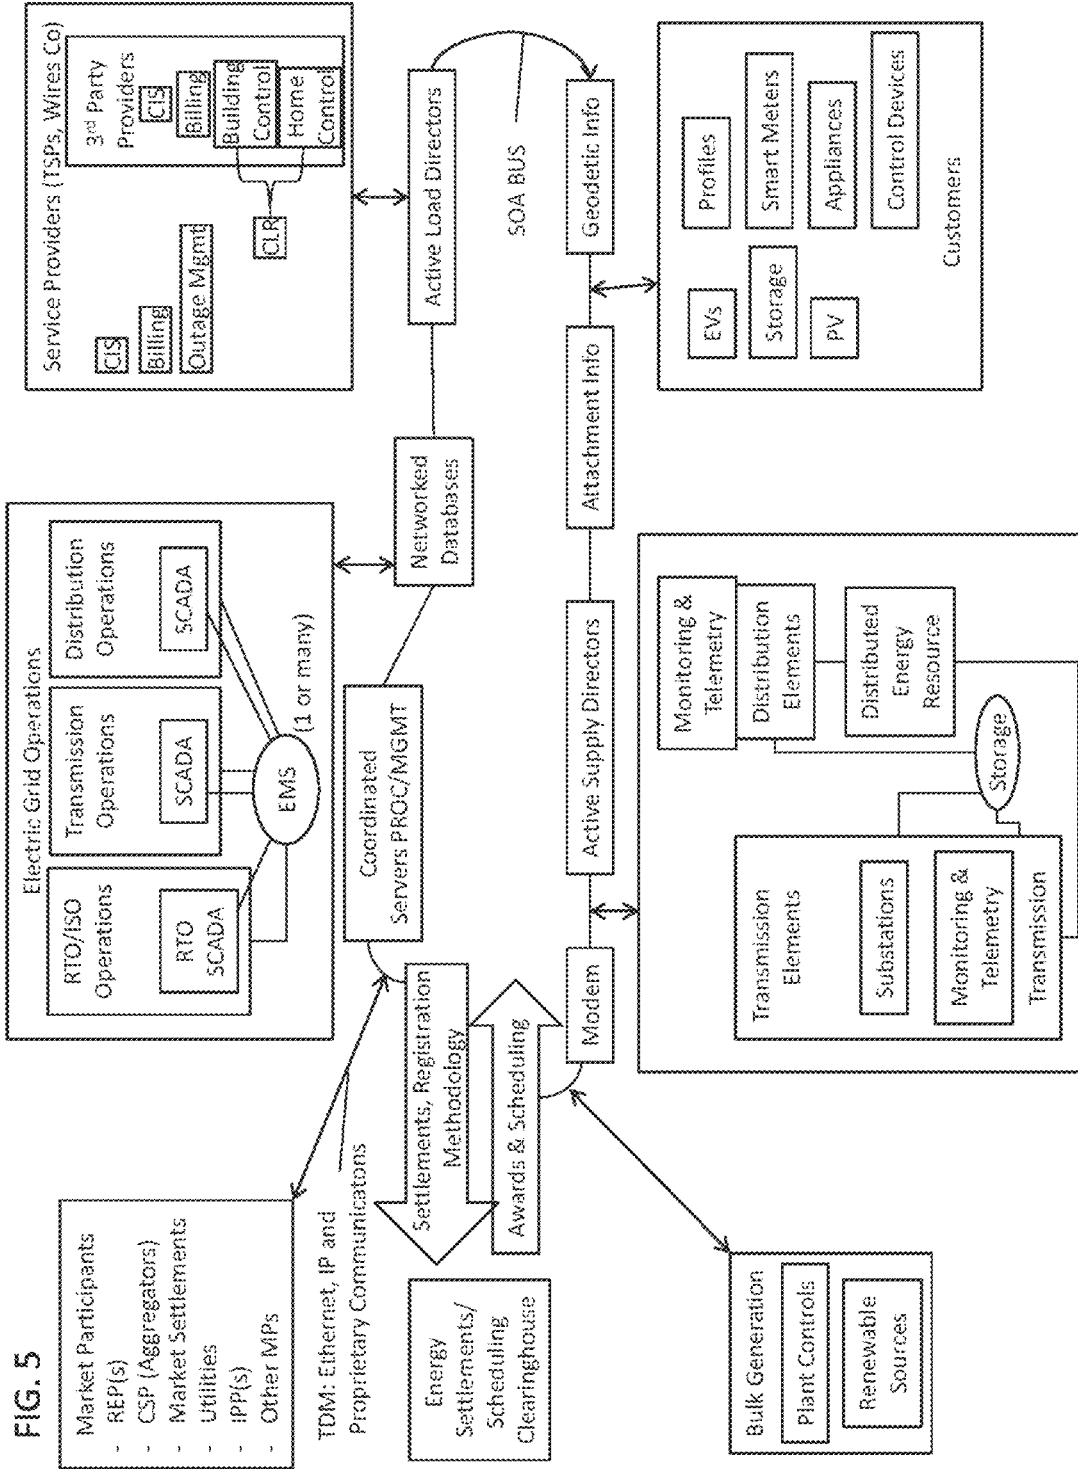 FIG. 5
Market Participants
- REP(s)
- CSP (Aggregators)
- Market Settlements
- Utilities
- IPP(s)
- Other MPs
TDM: Ethernet, IP and
Proprietary Communicatons
Energy
Settlements/
Scheduling
Clearinghouse
Bulk Generation
Plant Controls
Renewable
Sources
Electric Grid Operations
RTO/ISO
Operations
RTO
SCADA
Transmission
Operations
SCADA
Distribution
Operations
SCADA
EMS
(1 or many)
Service Providers (TSPs, Wires Co)
CIS
Billing
Outage Mgmt
CLR
3rd Party
Providers
CIS
Billing
Building
Control
Home
Control
Coordinated
Servers PROC/MGMT
Networked
Databases
Active Load Directors
SOA BUS
Settlements, Registration
Methodology
Awards & Scheduling
Modem
Active Supply Directors
Attachment Info
Geodetic Info
Transmission
Elements
Substations
Monitoring &
Telemetry
Transmission
Storage
Monitoring &
Telemetry
Distribution
Elements
Distributed
Energy
Resource
EVs
Storage
PV
Profiles
Smart Meters
Appliances
Control Devices
Customers